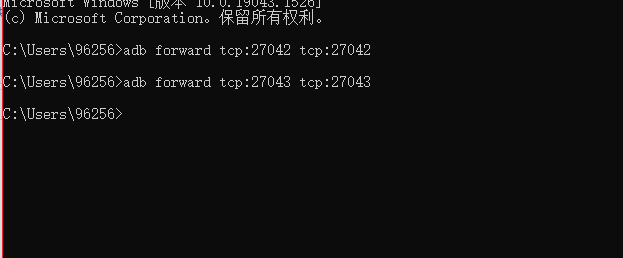 Microsoft Windows [版本 10.0.19043.1526]
(c) Microsoft Corporation。保留所有权利。
C:\Users\96256>adb forward tcp:27042 tcp:27042
C:\Users\96256>adb forward tcp:27043 tcp:27043
C:\Users\96256>